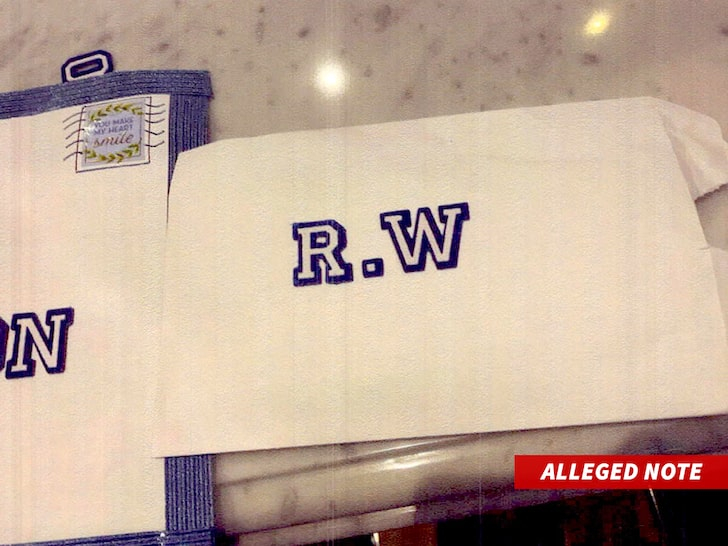 O
YOU MAKE
MY HEART
smile
R.W
ON
ALLEGED NOTE